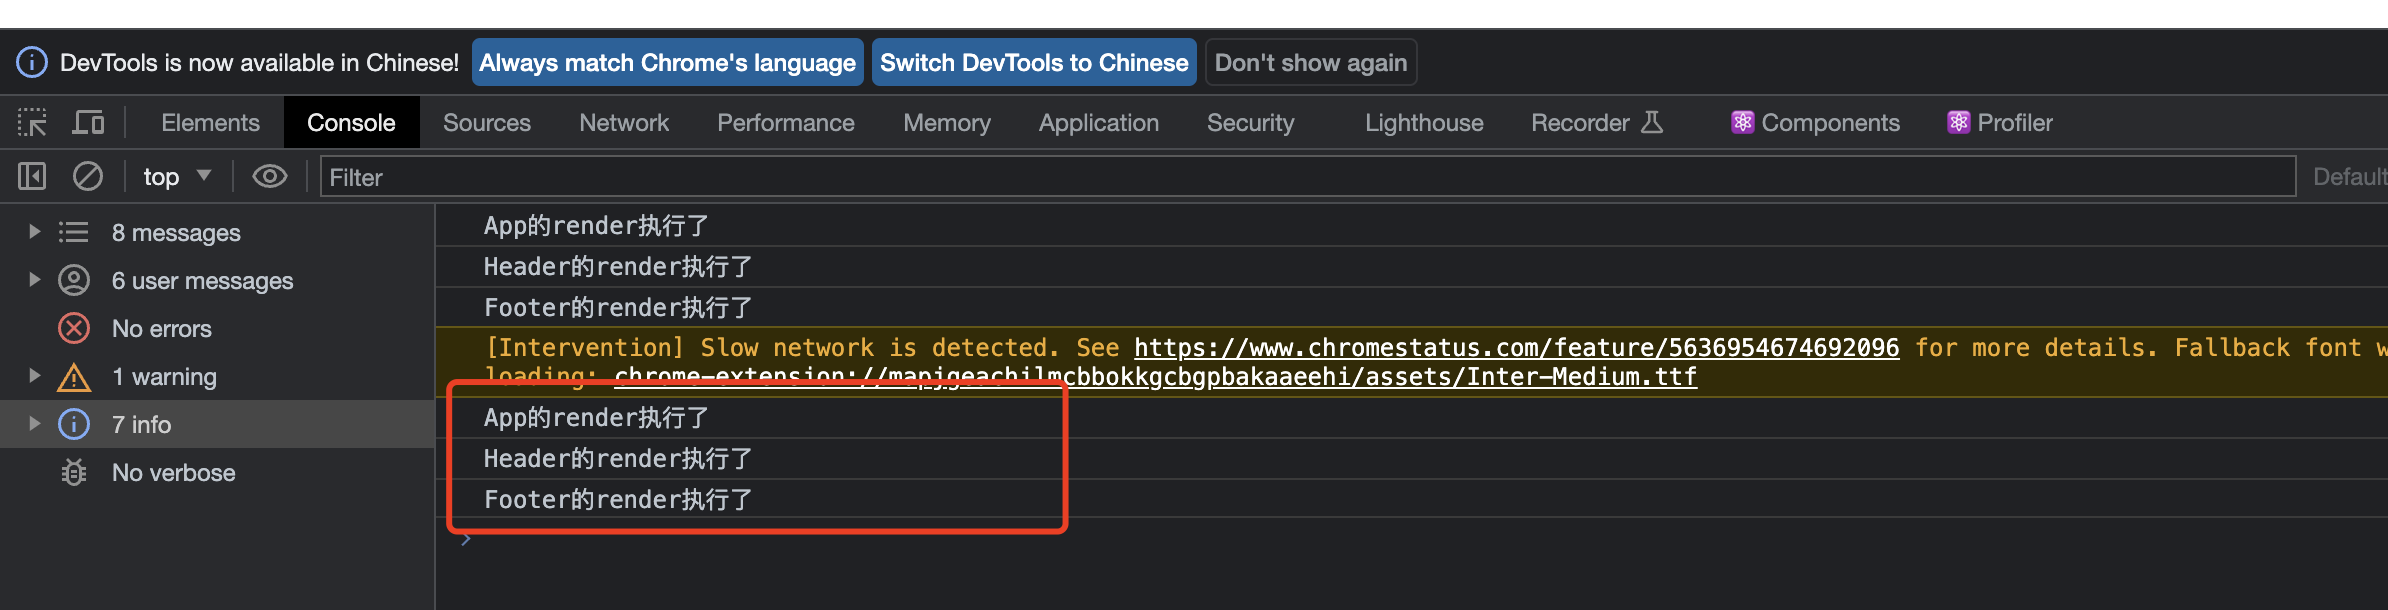 DevTools is now available in Chinese! Always match Chrome's language Switch DevTools to Chinese Don't show again
Elements Console Sources Network Performance Memory Application Security Lighthouse Recorder Components Profiler
top Filter Default
8 messages
6 user messages
No errors
1 warning
7 info
No verbose
App的render执行了
Header的render执行了
Footer的render执行了
[Intervention] Slow network is detected. See https://www.chromestatus.com/feature/5636954674692096 for more details. Fallback font w
loading: chrome-extension://mapjgeachilmcbbokkgcbgpbakaaeehi/assets/Inter-Medium.ttf
App的render执行了
Header的render执行了
Footer的render执行了